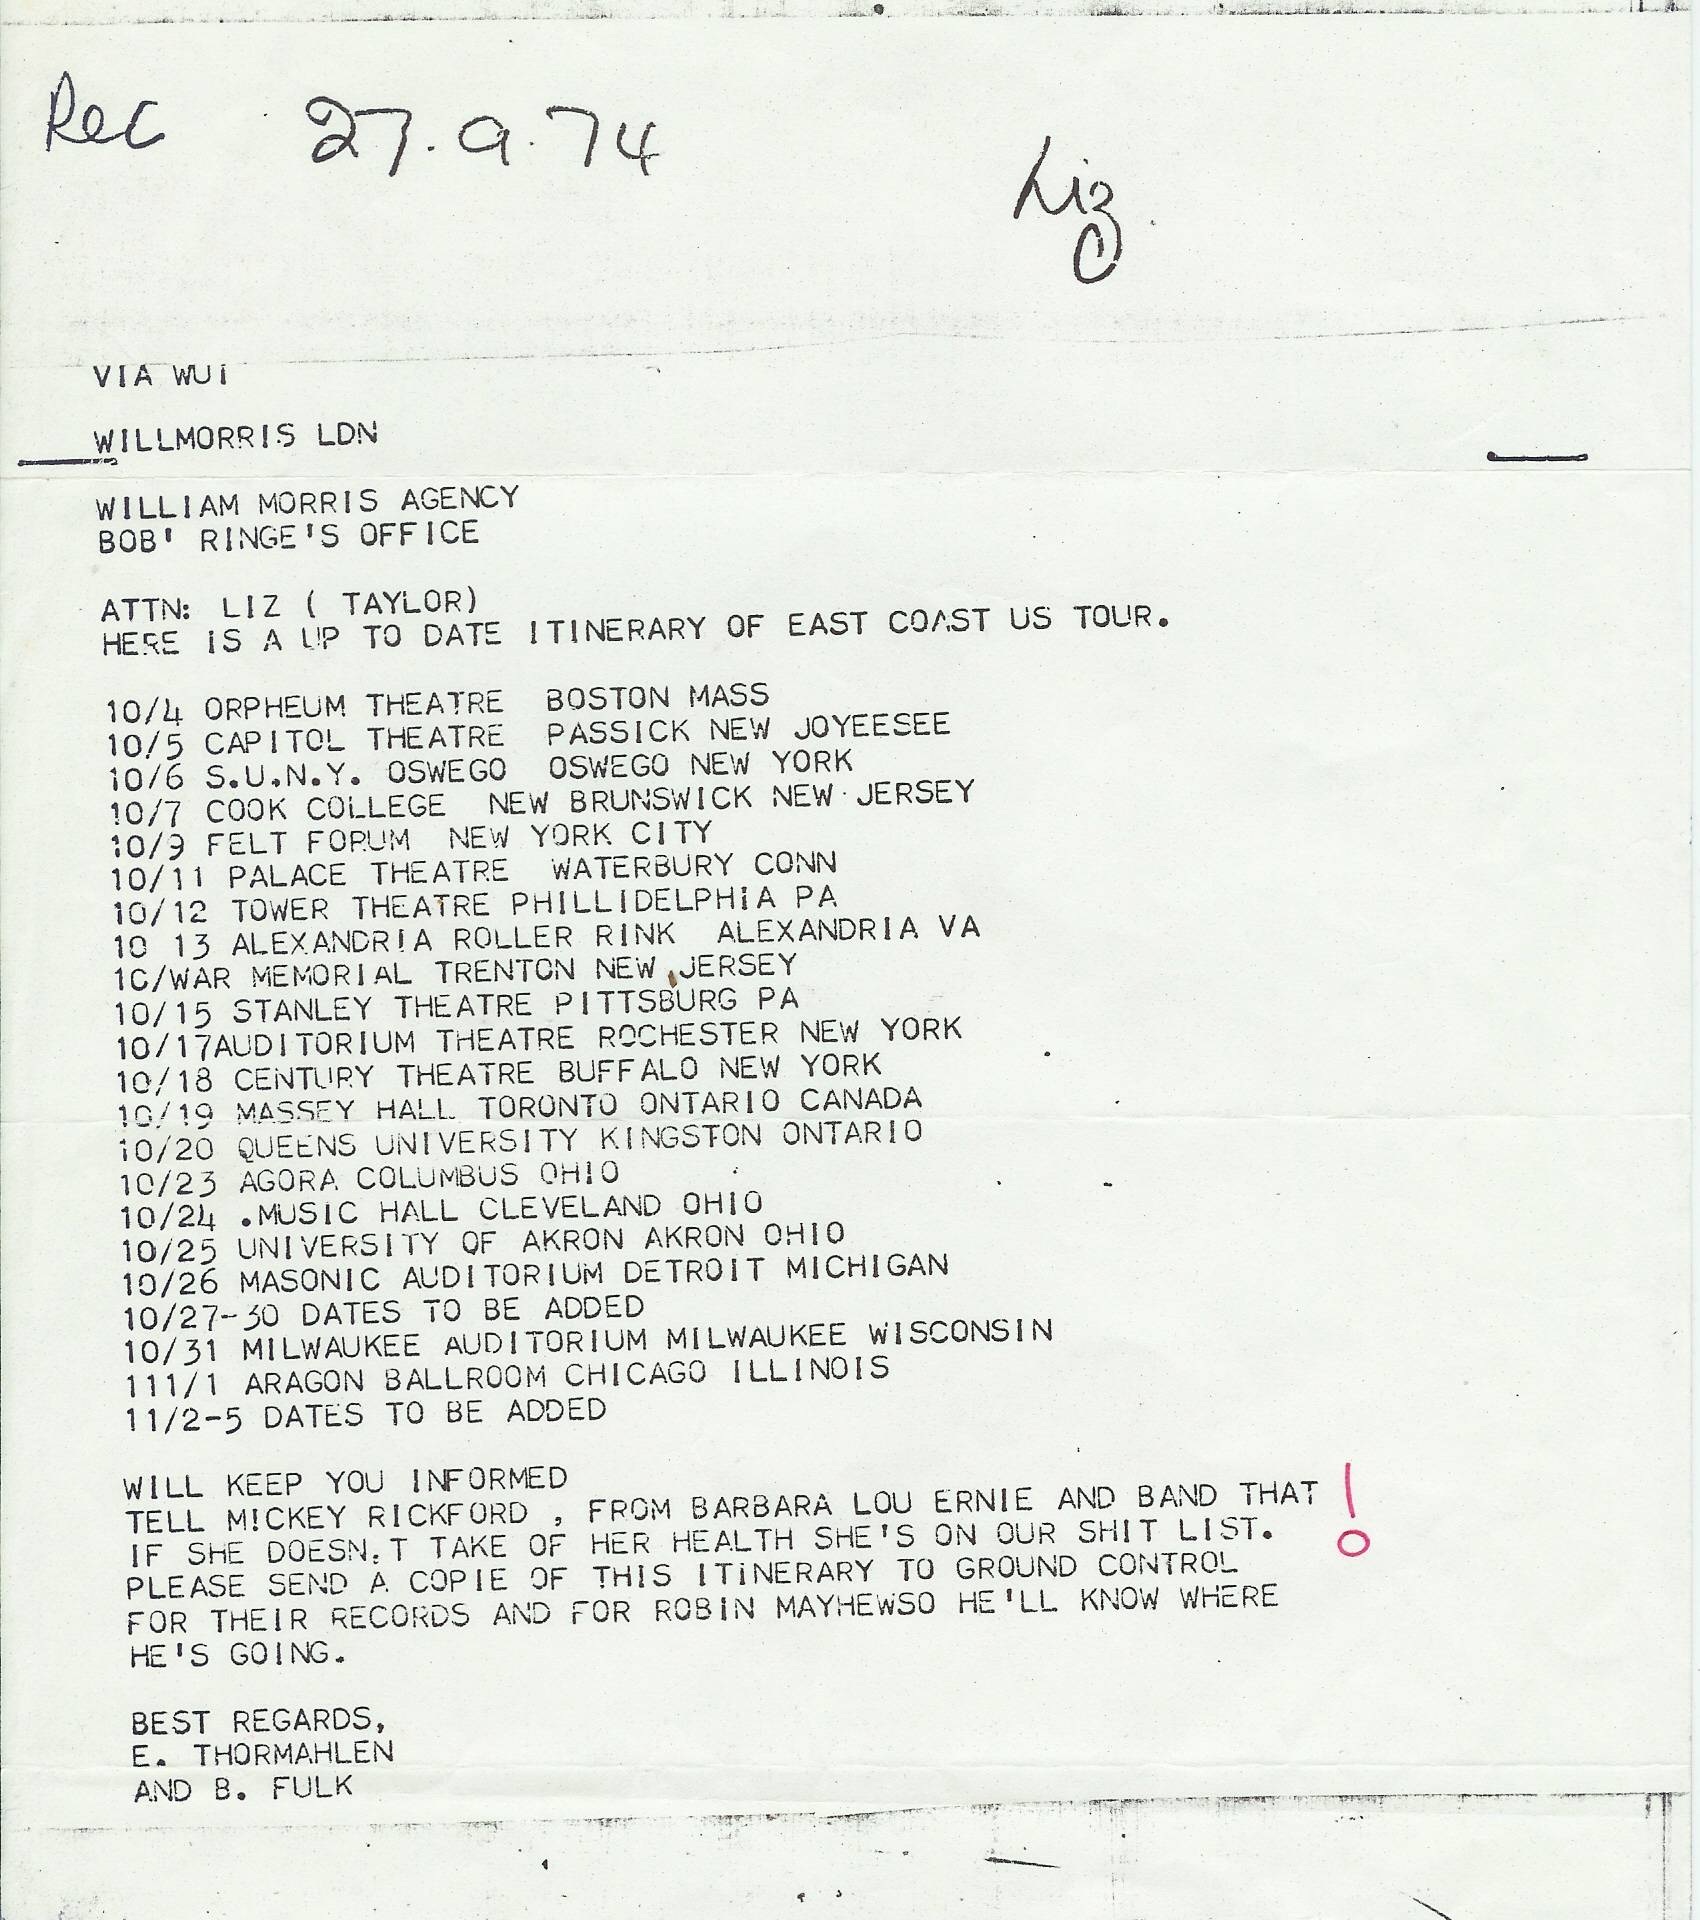 Rec 27.9.74
Liz
VIA WUI
WILLMORRIS LDN
WILLIAM MORRIS AGENCY
BOB' RINGE'S OFFICE
ATTN: LIZ ( TAYLOR)
HERE IS A UP TO DATE ITINERARY OF EAST COAST US TOUR.
10/4 ORPHEUM THEATRE BOSTON MASS
10/5 CAPITOL THEATRE PASSICK NEW JOYEESEE
10/6 S.U.N.Y. OSWEGO OSWEGO NEW YORK
10/7 COOK COLLEGE NEW BRUNSWICK NEW JERSEY
10/9 FELT FORUM NEW YORK CITY
10/11 PALACE THEATRE WATERBURY CONN
10/12 TOWER THEATRE PHILLIDELPHIA PA
10 13 ALEXANDRIA ROLLER RINK ALEXANDRIA VA
10/WAR MEMORIAL TRENTON NEW JERSEY
10/15 STANLEY THEATRE PITTSBURG PA
10/17AUDITORIUM THEATRE ROCHESTER NEW YORK
10/18 CENTURY THEATRE BUFFALO NEW YORK
10/19 MASSEY HALL TORONTO ONTARIO CANADA
10/20 QUEENS UNIVERSITY KINGSTON ONTARIO
10/23 AGORA COLUMBUS OHIO
10/24 .MUSIC HALL CLEVELAND OHIO
10/25 UNIVERSITY OF AKRON AKRON OHIO
10/26 MASONIC AUDITORIUM DETROIT MICHIGAN
10/27-30 DATES TO BE ADDED
10/31 MILWAUKEE AUDITORIUM MILWAUKEE WISCONSIN
111/1 ARAGON BALLROOM CHICAGO ILLINOIS
11/2-5 DATES TO BE ADDED
WILL KEEP YOU INFORMED
TELL MICKEY RICKFORD , FROM BARBARA LOU ERNIE AND BAND THAT !
IF SHE DOESN.T TAKE OF HER HEALTH SHE'S ON OUR SHIT LIST.
PLEASE SEND A COPIE OF THIS ITINERARY TO GROUND CONTROL
FOR THEIR RECORDS AND FOR ROBIN MAYHEWSO HE'LL KNOW WHERE
HE'S GOING.
BEST REGARDS,
E. THORMAHLEN
AND B. FULK